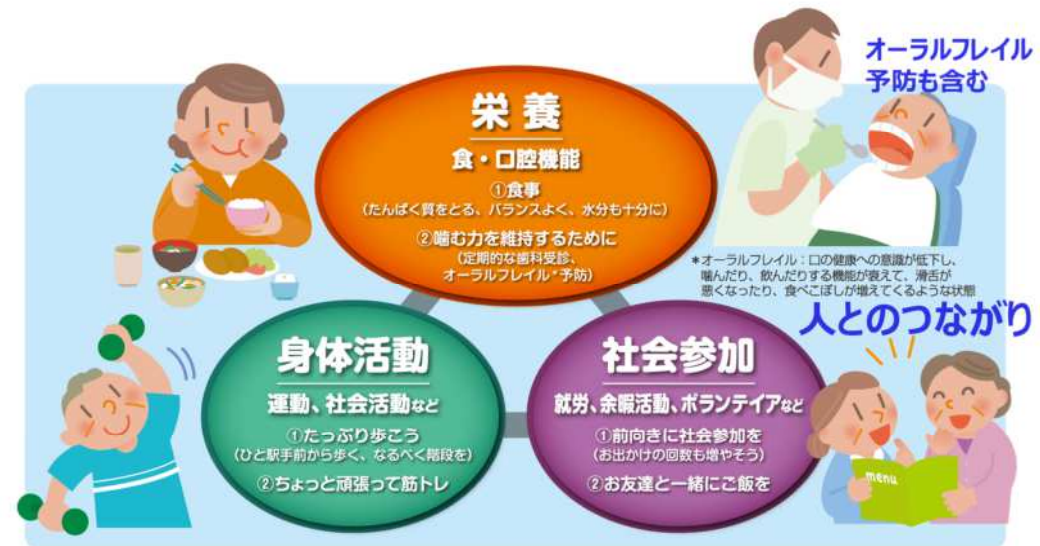 オーラルフレイル
予防も含む
栄養
食・口腔機能
①食事
(たんぱく質をとる、バランスよく、水分も十分に)
②噛む力を維持するために
(定期的な歯科受診、
オーラルフレイル*予防)
*オーラルフレイル:口の健康への意識が低下し、
噛んだり、飲んだりする機能が衰えて、滑舌が
悪くなったり、食べこぼしが増えてくるような状態
人とのつながり
身体活動
運動、社会活動など
①たっぷり歩こう
(ひと駅手前から歩く、なるべく階段を)
②ちょっと頑張って筋トレ
社会参加
就労、余暇活動、ボランテイアなど
①前向きに社会参加を
(お出かけの回数も増やそう)
②お友達と一緒にご飯を
menu